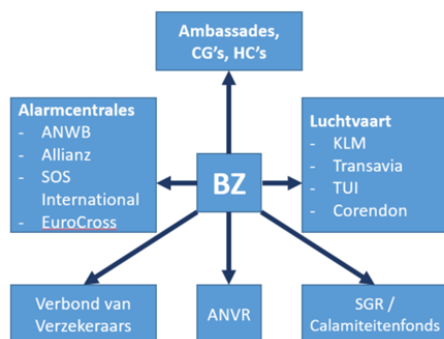 Ambassades,
CG's, HC's
Alarmcentrales
- ANWB
- Allianz
- SOS
International
- EuroCross
BZ
Luchtvaart
- KLM
- Transavia
- TUI
- Corendon
Verbond van
Verzekeraars
ANVR
SGR /
Calamiteitenfonds